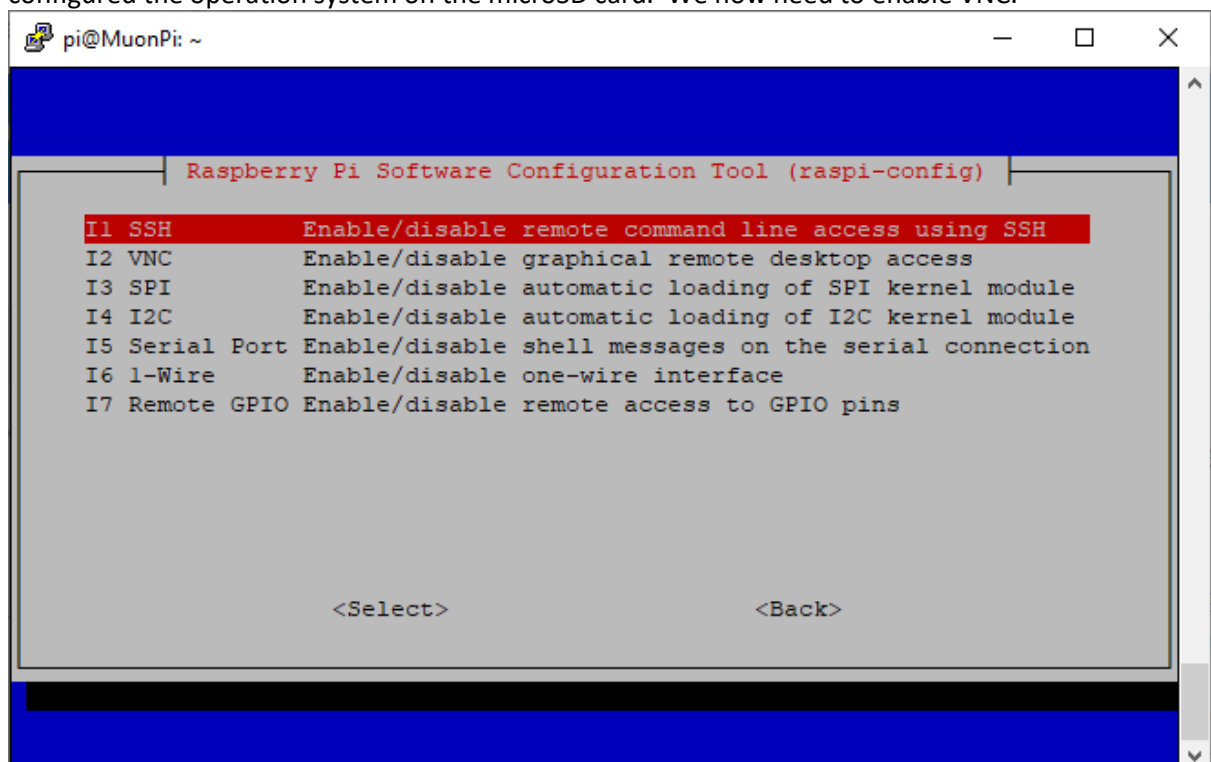 configured the operation system on the microSD card. We now need to enable VNC.
pi@MuonPi: ~
Raspberry Pi Software Configuration Tool (raspi-config)
I1 SSH Enable/disable remote command line access using SSH
I2 VNC Enable/disable graphical remote desktop access
I3 SPI Enable/disable automatic loading of SPI kernel module
I4 I2C Enable/disable automatic loading of I2C kernel module
I5 Serial Port Enable/disable shell messages on the serial connection
I6 1-Wire Enable/disable one-wire interface
I7 Remote GPIO Enable/disable remote access to GPIO pins
<Select> <Back>